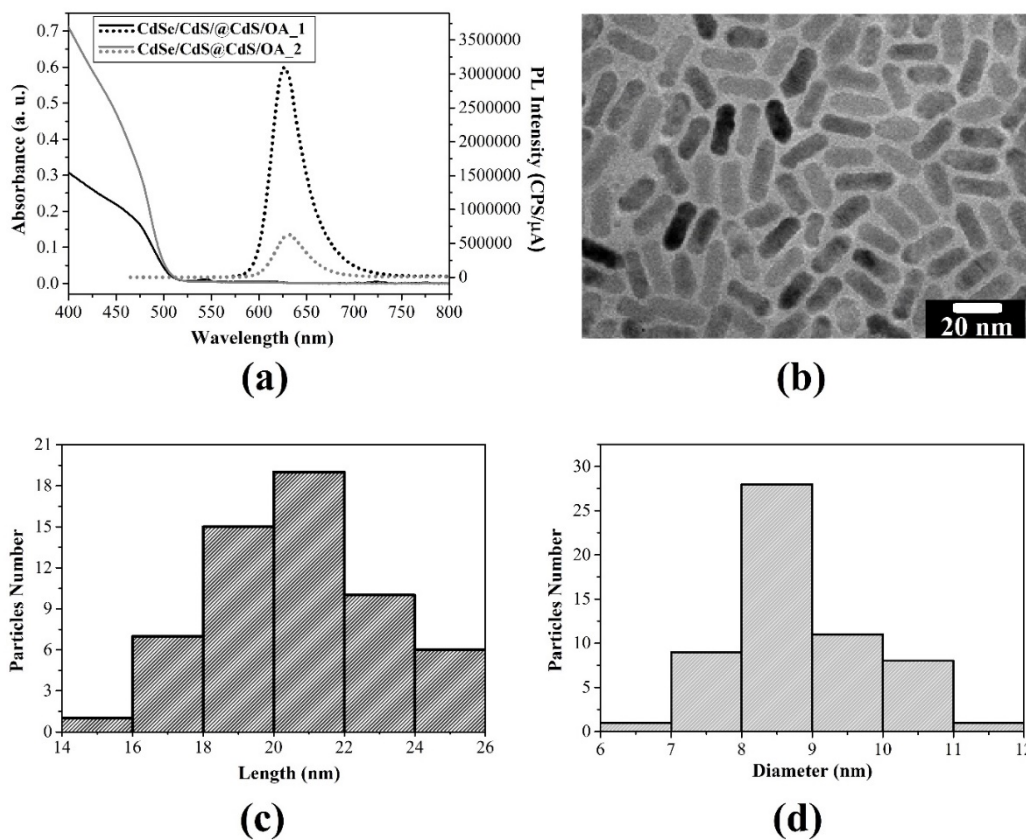 CdSe/CdS/@CdS/OA_1
CdSe/CdS@CdS/OA_2
Absorbance (a. u.)
0.7
0.6
0.5
0.4
0.3
0.2
0.1
0.0
3500000
3000000
2500000
2000000
1500000
1000000
500000
0
PL Intensity (CPS/μA)
400 450 500 550 600 650 700 750 800
Wavelength (nm)
(a)
20 nm
(b)
Particles Number
21
18
15
12
9
6
3
0
14 16 18 20 22 24 26
Length (nm)
(c)
Particles Number
30
25
20
15
10
5
0
6 7 8 9 10 11 12
Diameter (nm)
(d)